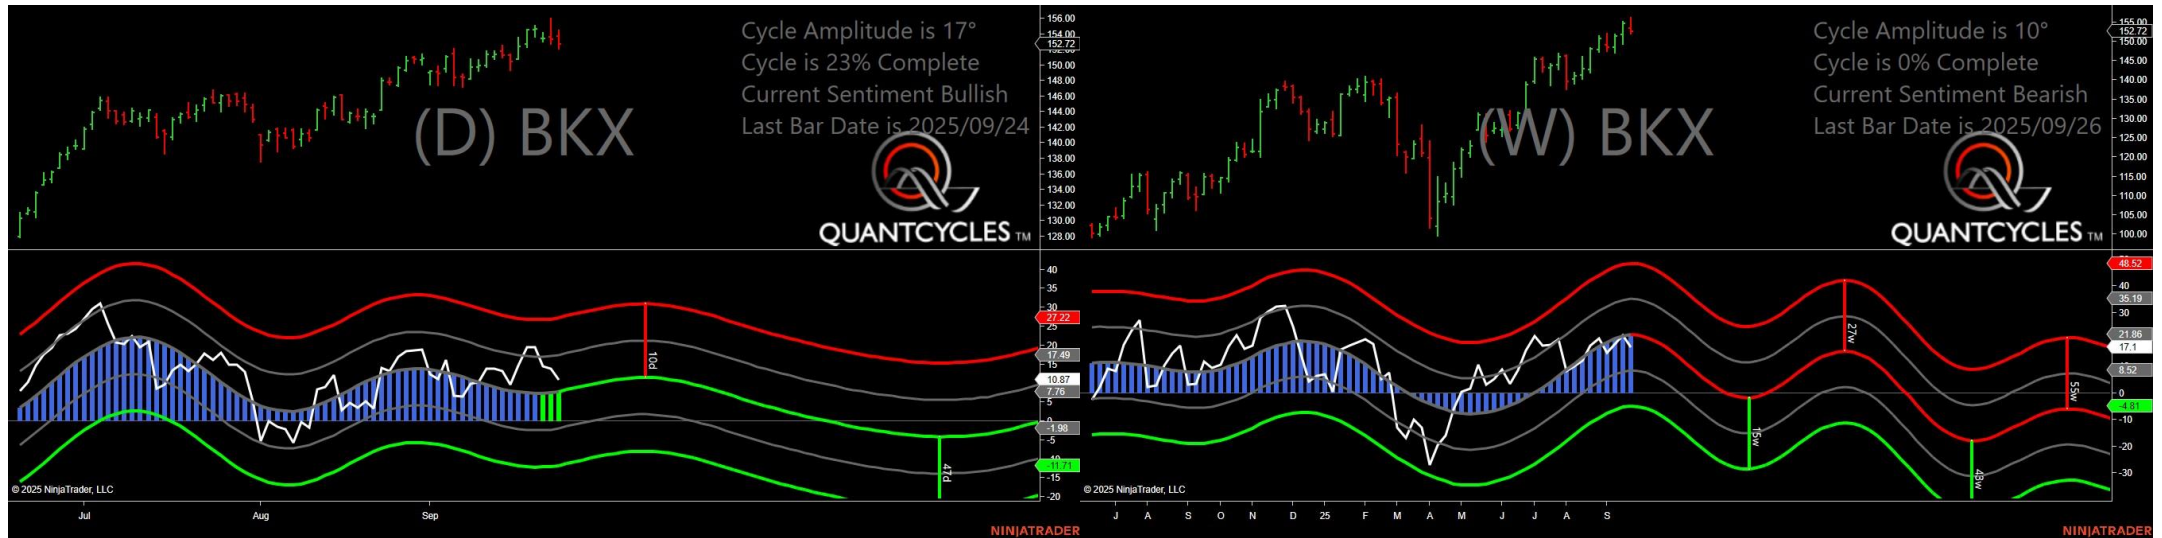 Cycle Amplitude is 17°
Cycle is 23% Complete
Current Sentiment Bullish
Last Bar Date is 2025/09/24
(D) BKX
QUANTCYCLES TM
156.00
154.00
152.72
150.00
148.00
146.00
144.00
142.00
140.00
138.00
136.00
134.00
132.00
130.00
128.00
40
35
30
27.22
25
20
17.49
15
10.87
7.76
5
0
-1.98
-5
-10
-11.71
-15
-20
10d
47d
© 2025 NinjaTrader, LLC
Jul
Aug
Sep
NINJATRADER
Cycle Amplitude is 10°
Cycle is 0% Complete
Current Sentiment Bearish
Last Bar Date is 2025/09/26
(W) BKX
QUANTCYCLES TM
155.00
152.72
150.00
145.00
140.00
135.00
130.00
125.00
120.00
115.00
110.00
105.00
100.00
48.52
40
35.19
30
21.86
17.1
8.52
0
-4.81
-10
-20
-30
27w
15w
43w
55w
© 2025 NinjaTrader, LLC
J
A
S
O
N
D
25
F
M
A
M
J
J
A
S
NINJATRADER